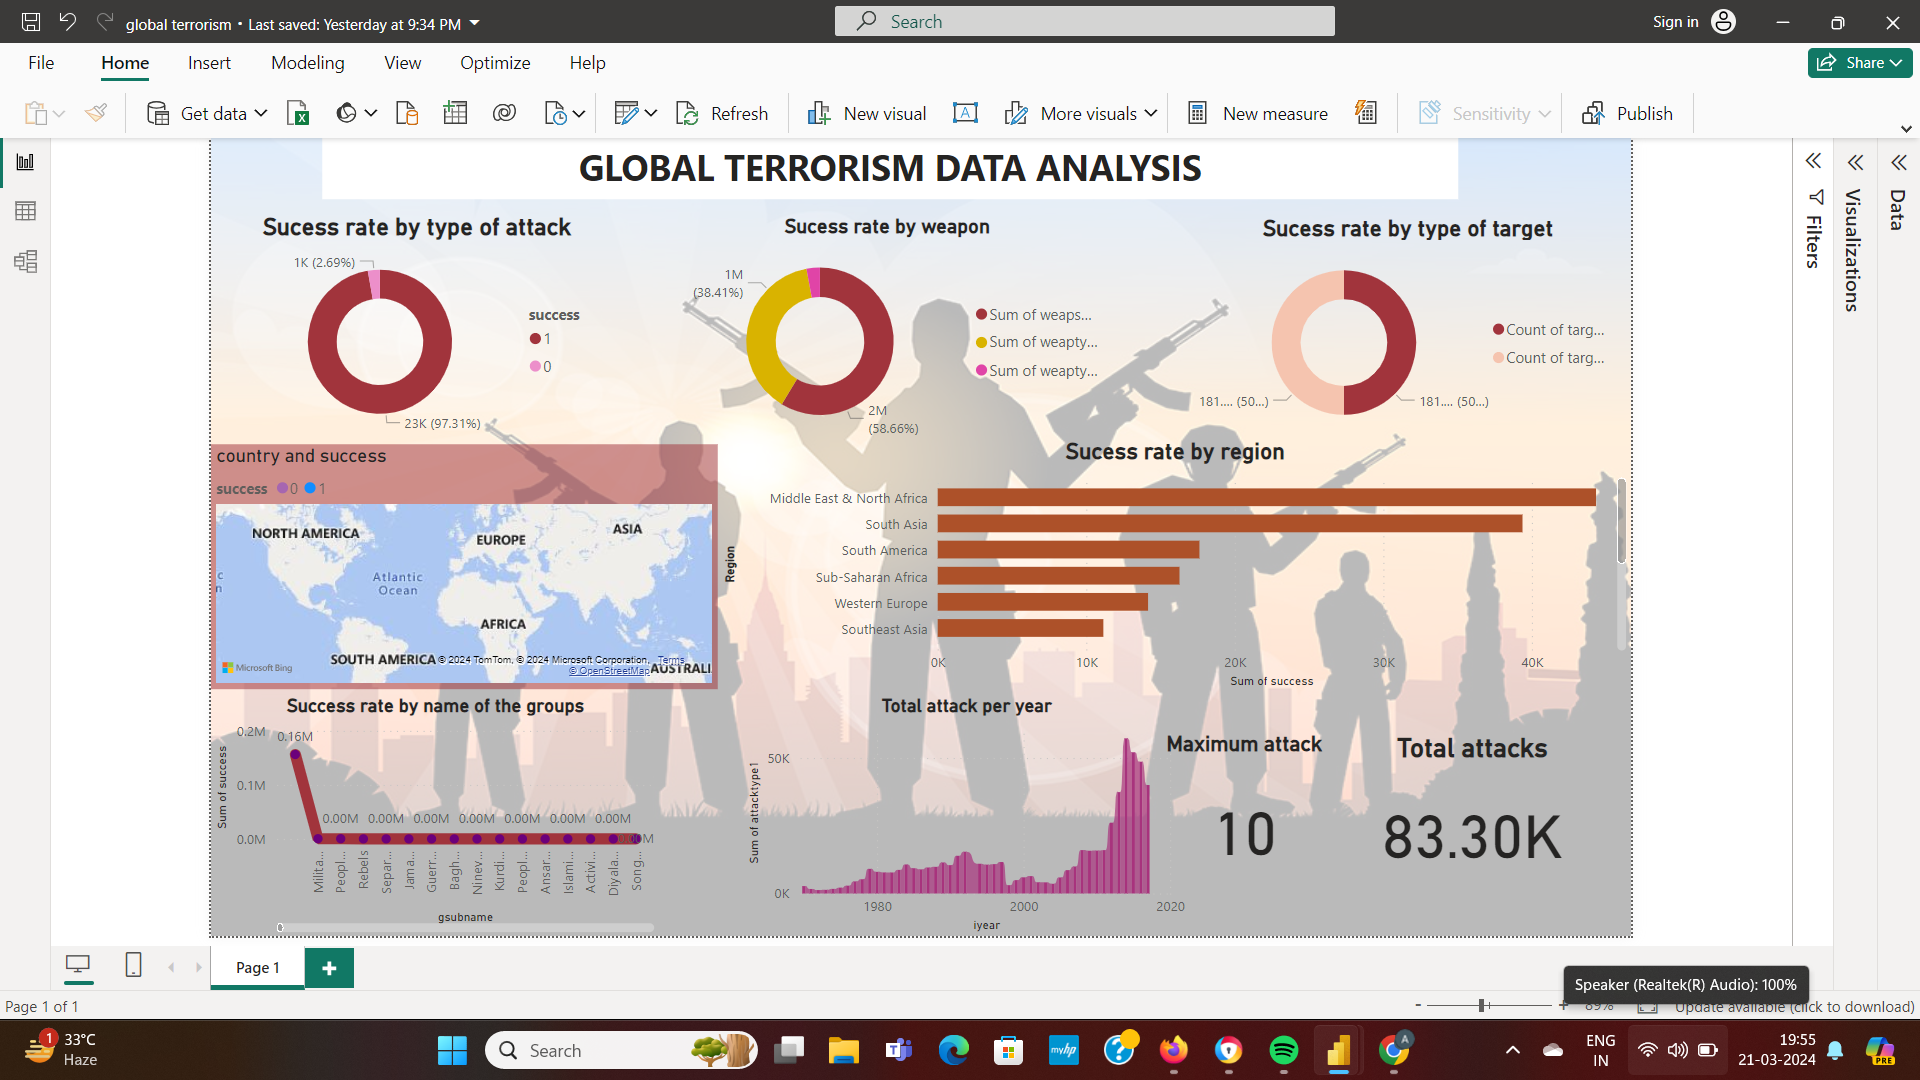 global terrorism • Last saved: Yesterday at 9:34 PM
Search
Sign in
File
Home
Insert
Modeling
View
Optimize
Help
Share
Get data
Refresh
New visual
More visuals
New measure
Sensitivity
Publish
GLOBAL TERRORISM DATA ANALYSIS
Sucess rate by type of attack
1K (2.69%)
23K (97.31%)
success
1
0
Sucess rate by weapon
1M
(38.41%)
2M
(58.66%)
Sum of weaps...
Sum of weapty...
Sum of weapty...
Sucess rate by type of target
181.... (50...)
181.... (50...)
Count of targ...
Count of targ...
Filters
Visualizations
Data
country and success
success 0 1
NORTH AMERICA
EUROPE
ASIA
Atlantic
Ocean
AFRICA
SOUTH AMERICA
AUSTRALI
Microsoft Bing
© 2024 TomTom, © 2024 Microsoft Corporation, Terms
© OpenStreetMap
Sucess rate by region
Region
Middle East & North Africa
South Asia
South America
Sub-Saharan Africa
Western Europe
Southeast Asia
0K 10K 20K 30K 40K
Sum of success
Success rate by name of the groups
Sum of success
0.2M
0.1M
0.0M
0.16M
0.00M 0.00M 0.00M 0.00M 0.00M 0.00M 0.00M
Milita...
Peopl...
Rebels
Separ...
Jama...
Guerr...
Bagh...
Ninev...
Kurdi...
Peopl...
Ansar...
Islami...
Activi...
Diyala...
Song...
gsubname
Total attack per year
Sum of attacktype1
50K
0K
1980 2000 2020
iyear
Maximum attack
10
Total attacks
83.30K
Page 1
Page 1 of 1
Speaker (Realtek(R) Audio): 100%
89%
Update available (click to download)
1
33°C
Haze
Search
myhp
A
ENG
IN
19:55
21-03-2024
PRE